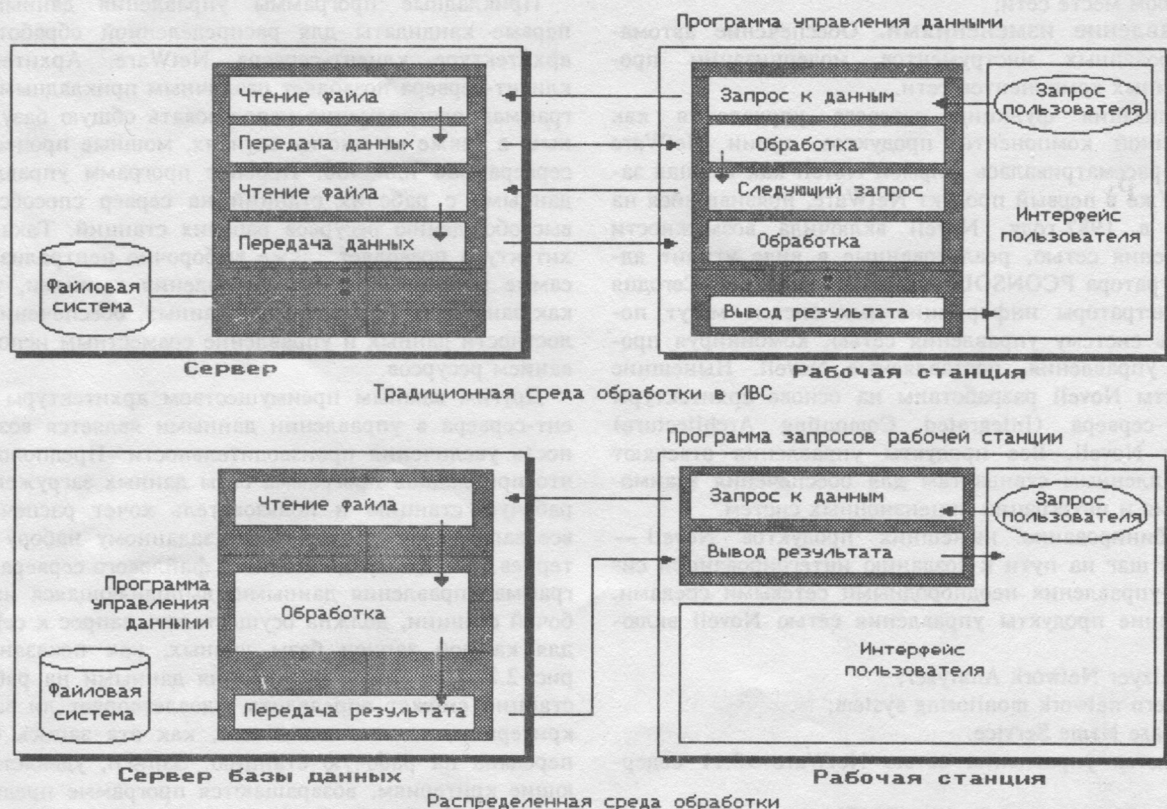 Программа управления данными
Чтение файла
Передача данных
Чтение файла
Передача данных
Файловая
система
Сервер
Запрос к данным
Обработка
Следующий запрос
Обработка
Вывод результата
Запрос
пользователя
Интерфейс
пользователя
Рабочая станция
Традиционная среда обработки в ЛВС
Программа запросов рабочей станции
Чтение файла
Программа
управления
данными
Обработка
Файловая
система
Передача результата
Сервер базы данных
Запрос к данным
Вывод результата
Запрос
пользователя
Интерфейс
пользователя
Рабочая станция
Распределенная среда обработки